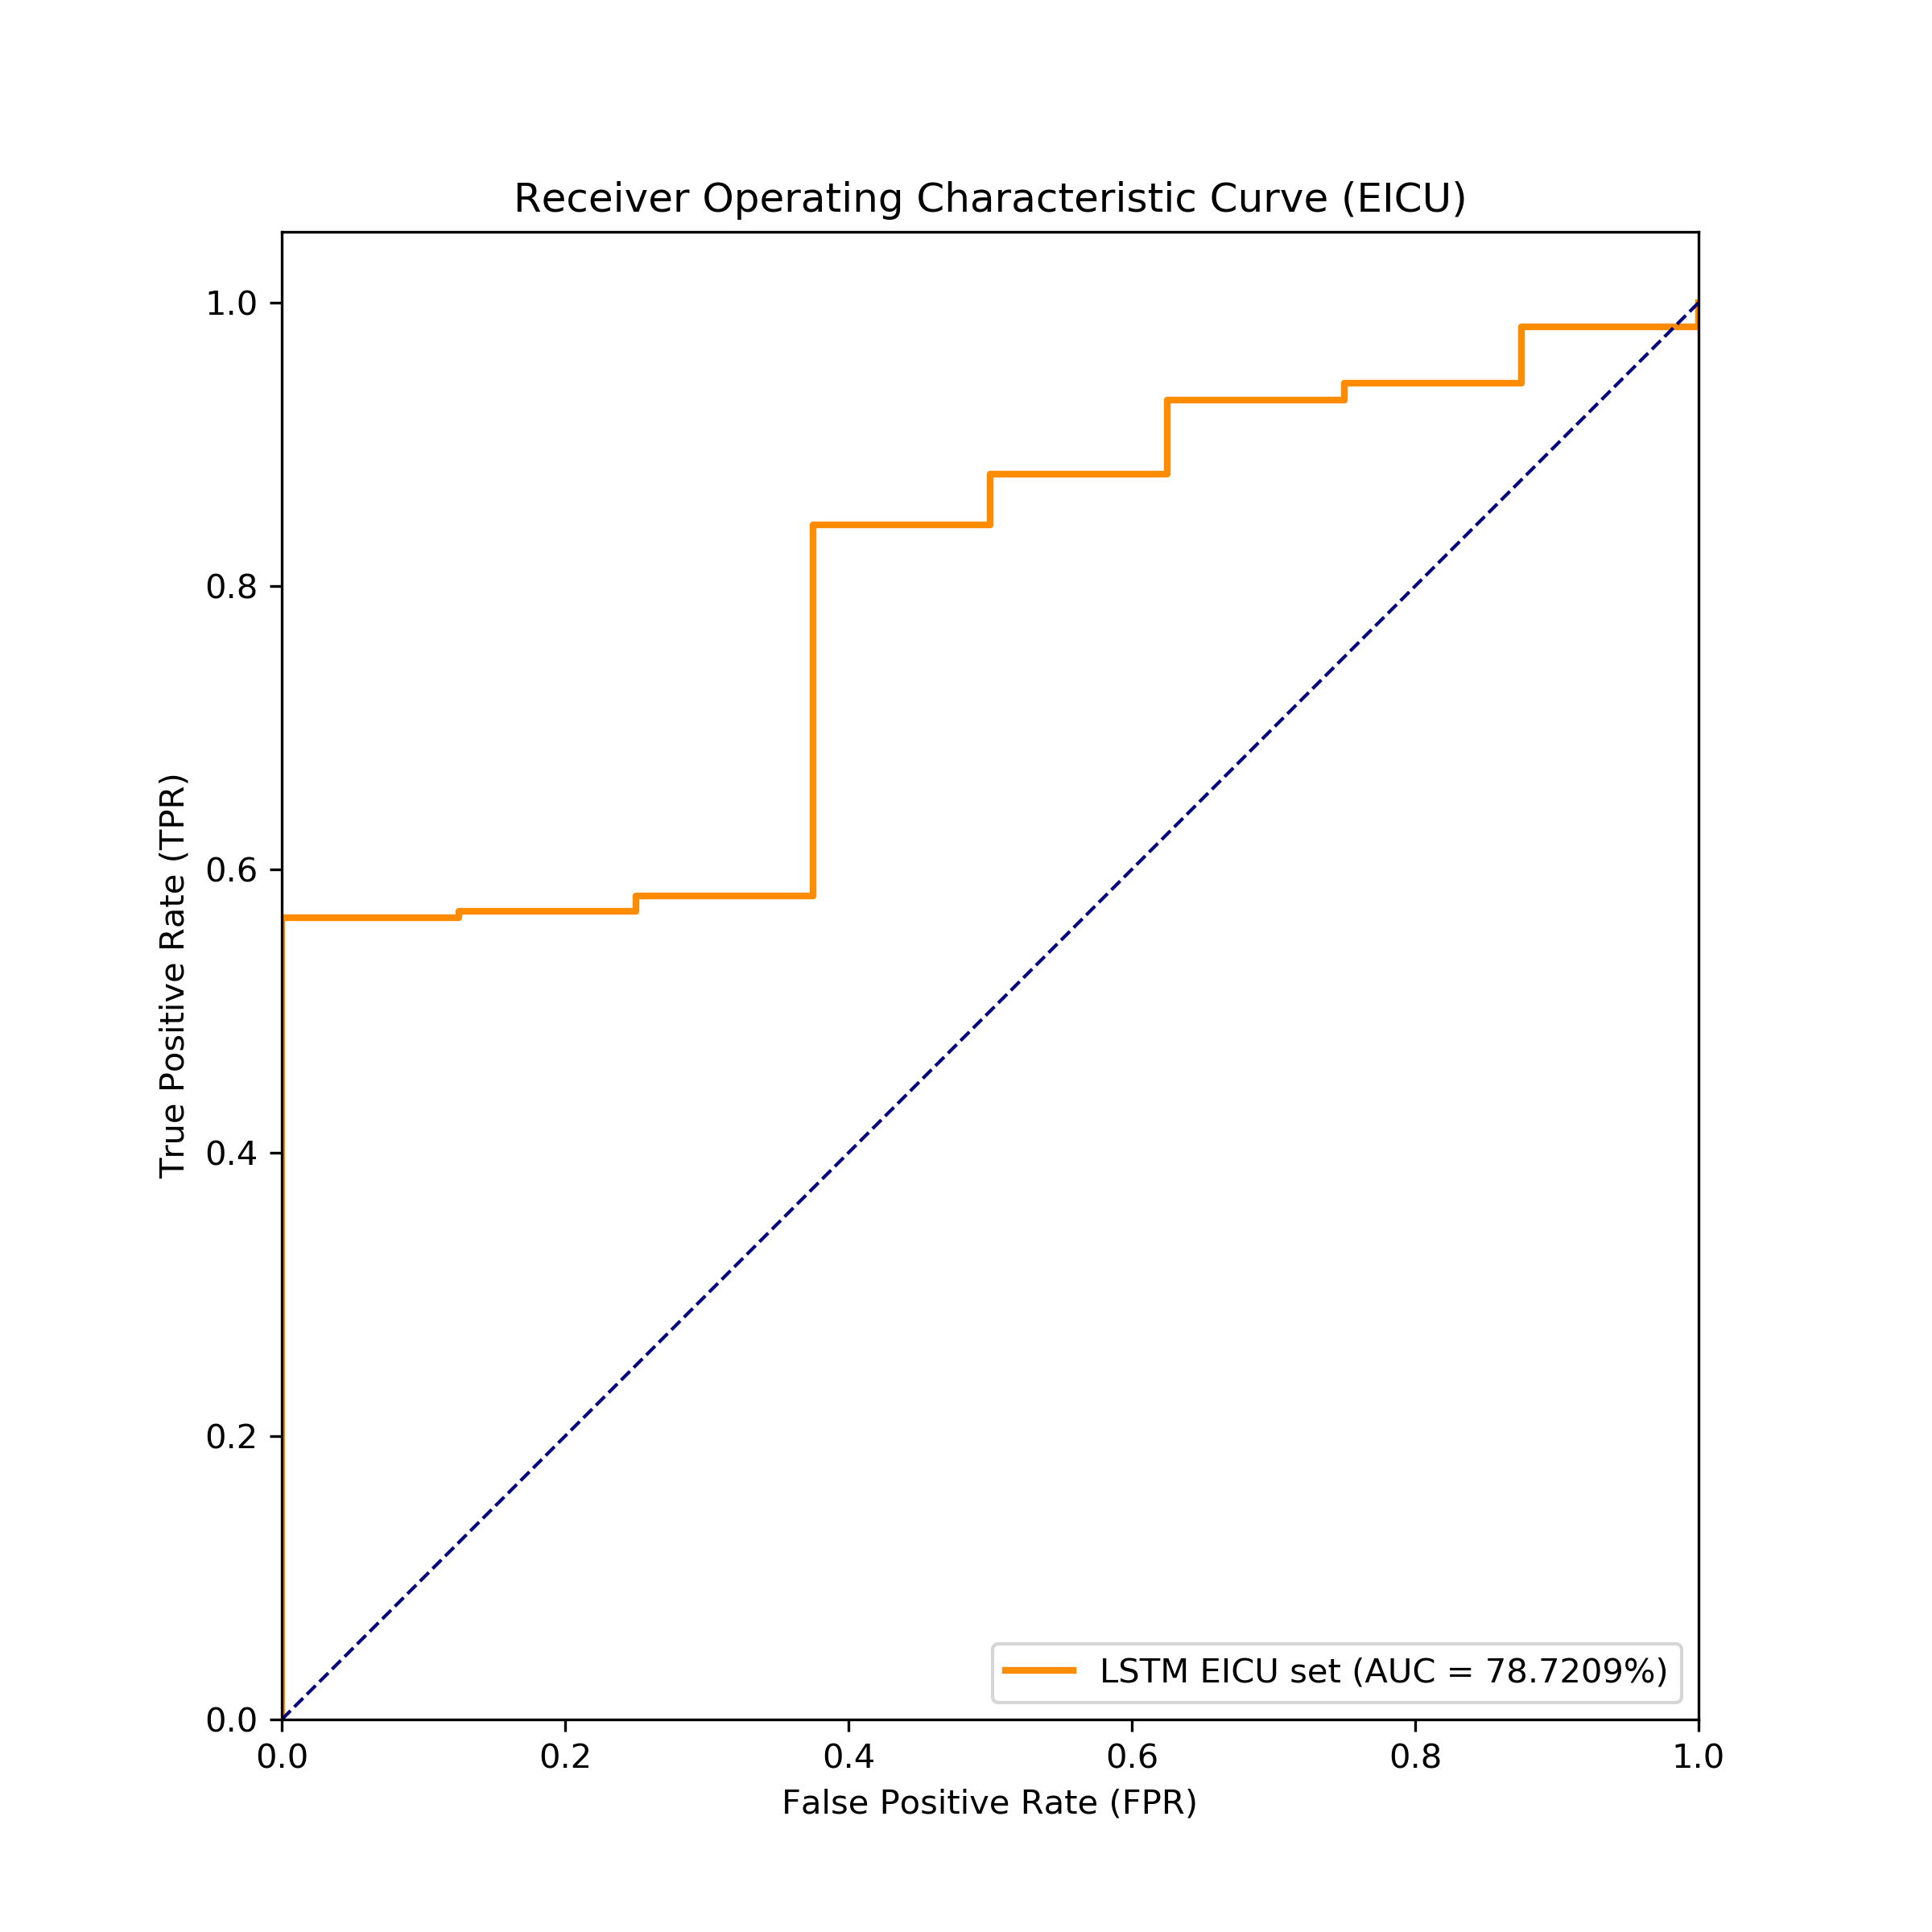 Receiver Operating Characteristic Curve (EICU)
1.0
0.8
0.6
0.4
0.2
0.0
True Positive Rate (TPR)
LSTM EICU set (AUC = 78.7209%)
0.0 0.2 0.4 0.6 0.8 1.0
False Positive Rate (FPR)